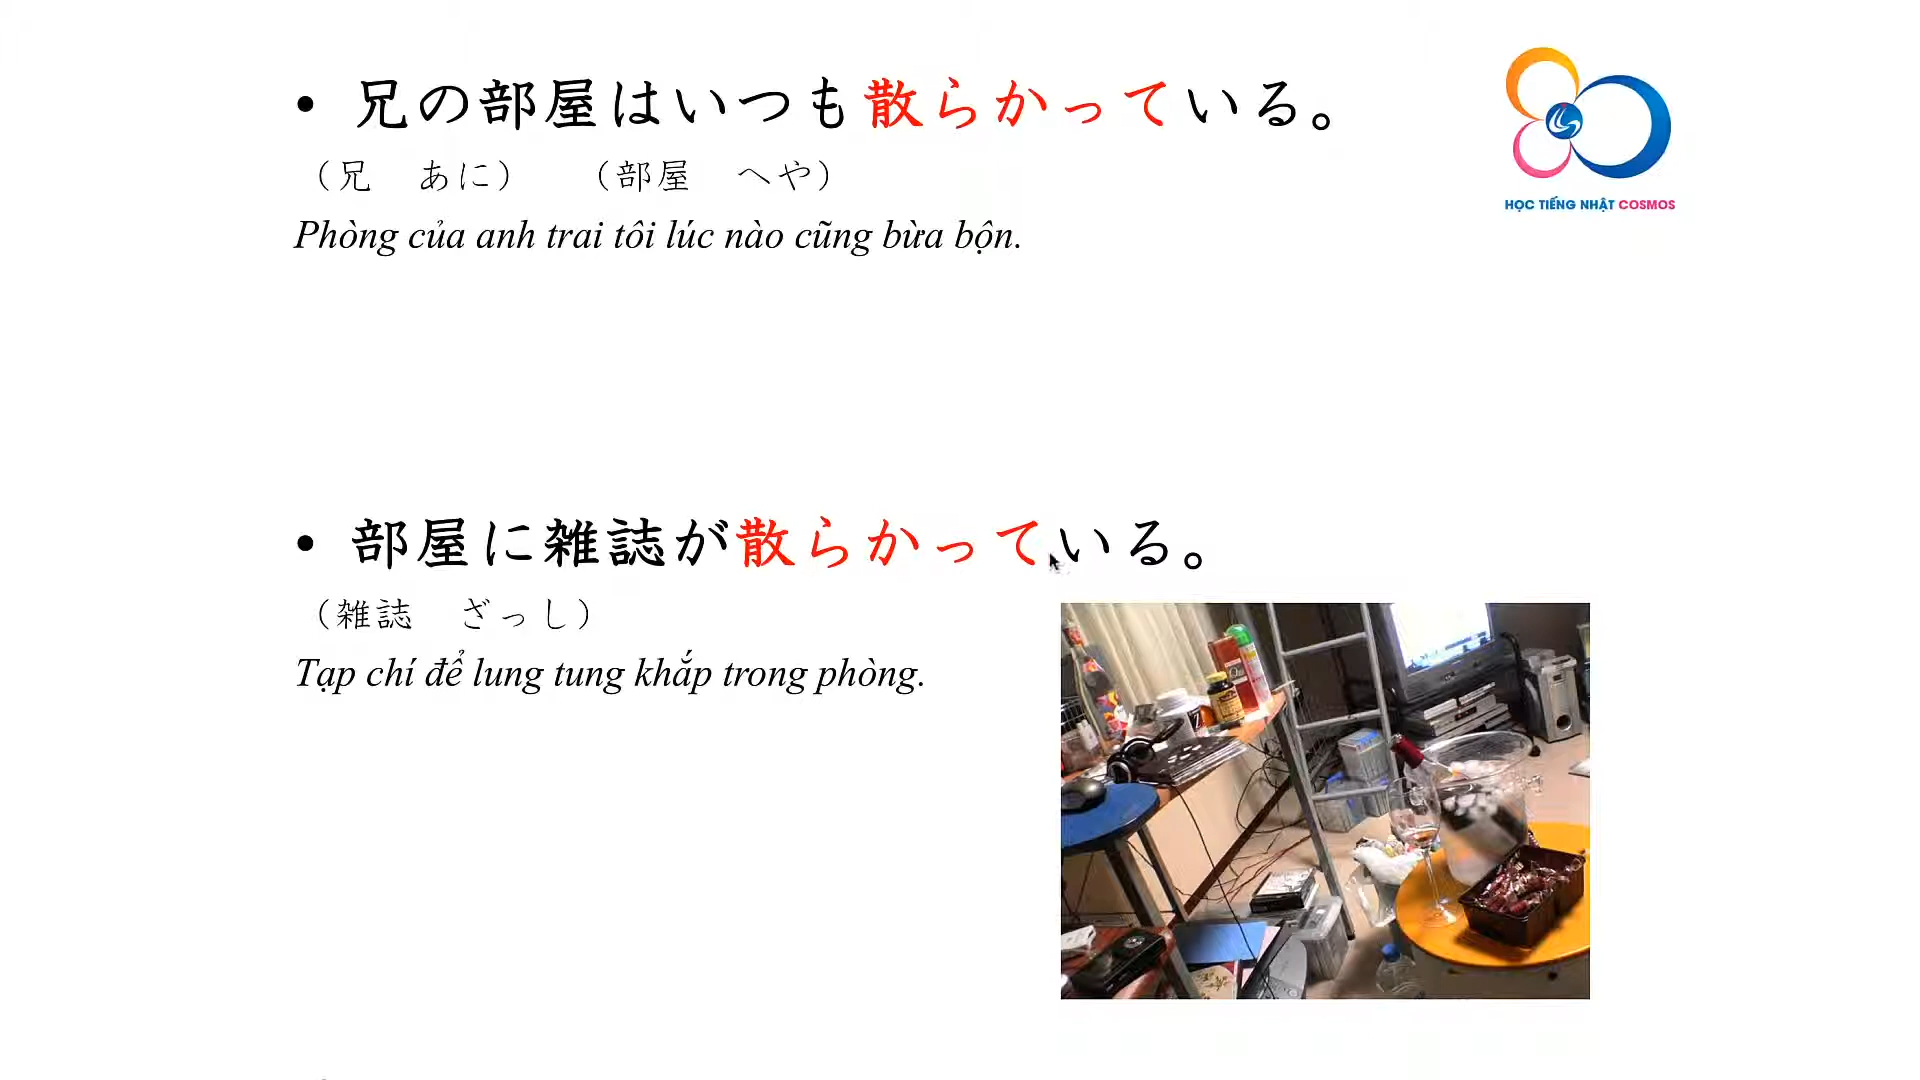 • 兄の部屋はいつも散らかっている。
（兄　あに）　（部屋　へや）
Phòng của anh trai tôi lúc nào cũng bừa bộn.
HỌC TIẾNG NHẬT COSMOS
• 部屋に雑誌が散らかっている。
（雑誌　ざっし）
Tạp chí để lung tung khắp trong phòng.